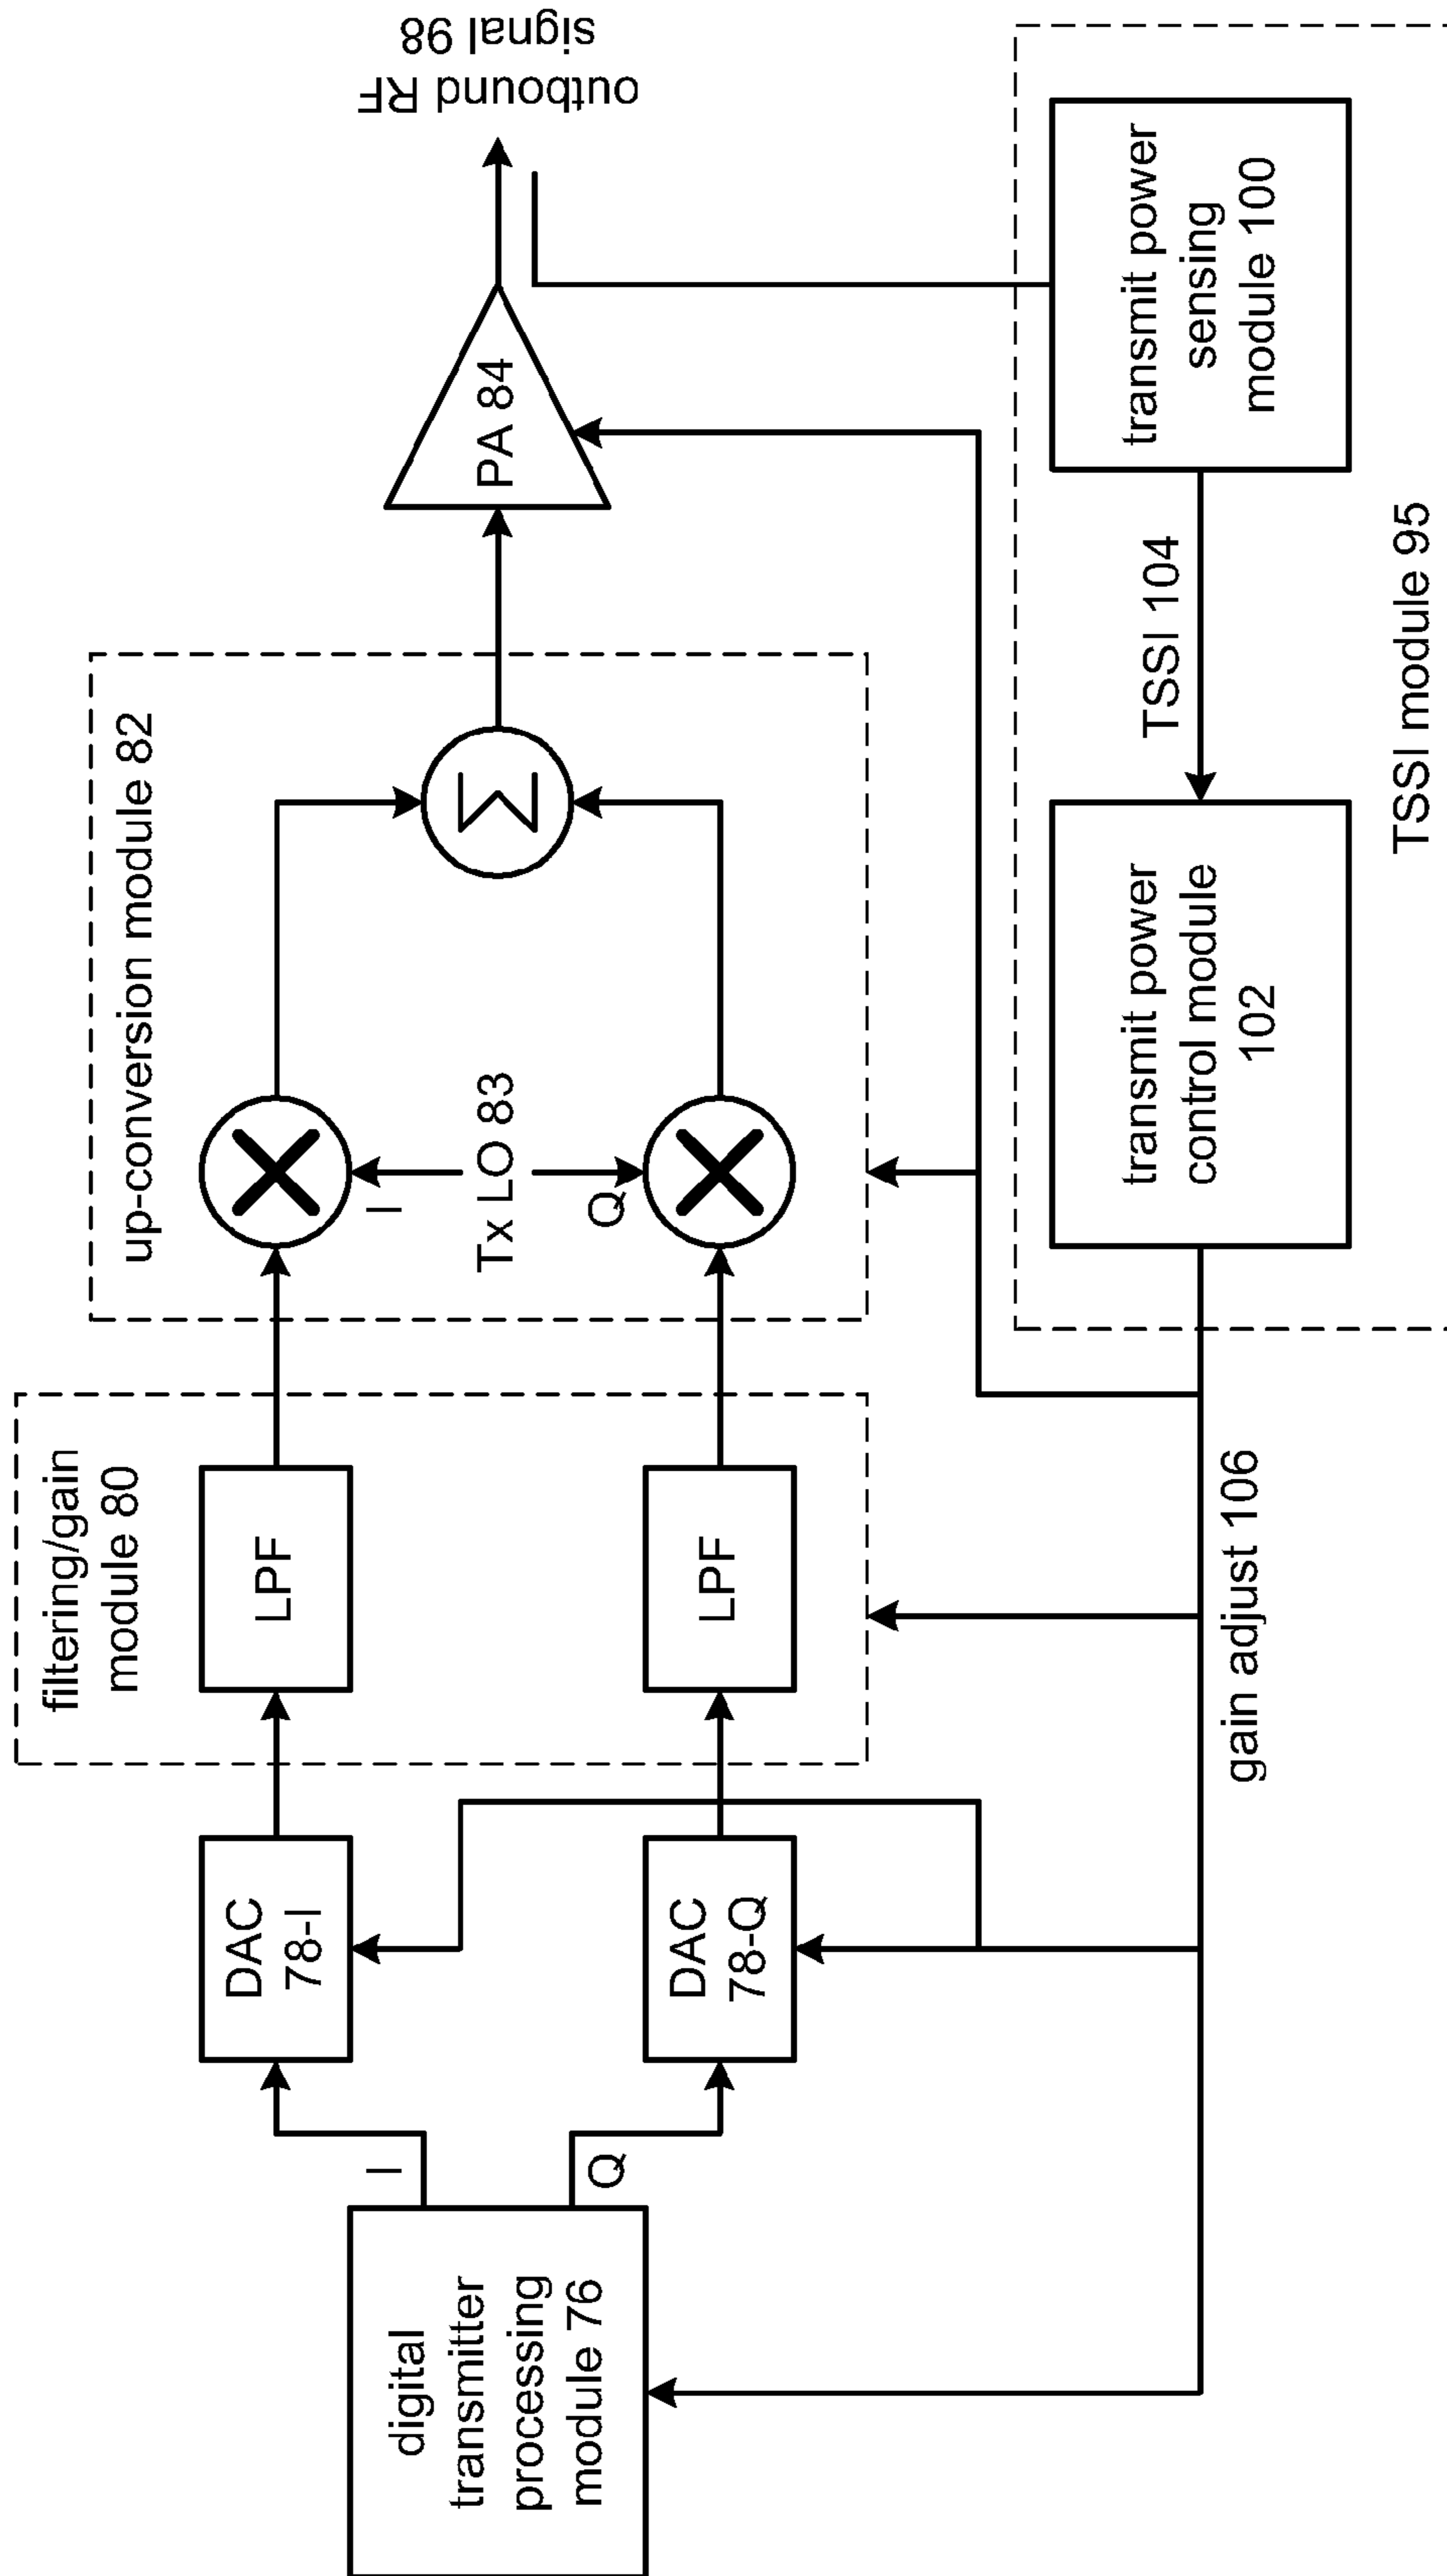 digital
transmitter
processing
module 76
I
Q
DAC
78-I
DAC
78-Q
filtering/gain
module 80
LPF
LPF
up-conversion module 82
I
Tx LO 83
Q
Σ
PA 84
outbound RF
signal 98
gain adjust 106
transmit power
control module
102
TSSI 104
transmit power
sensing
module 100
TSSI module 95